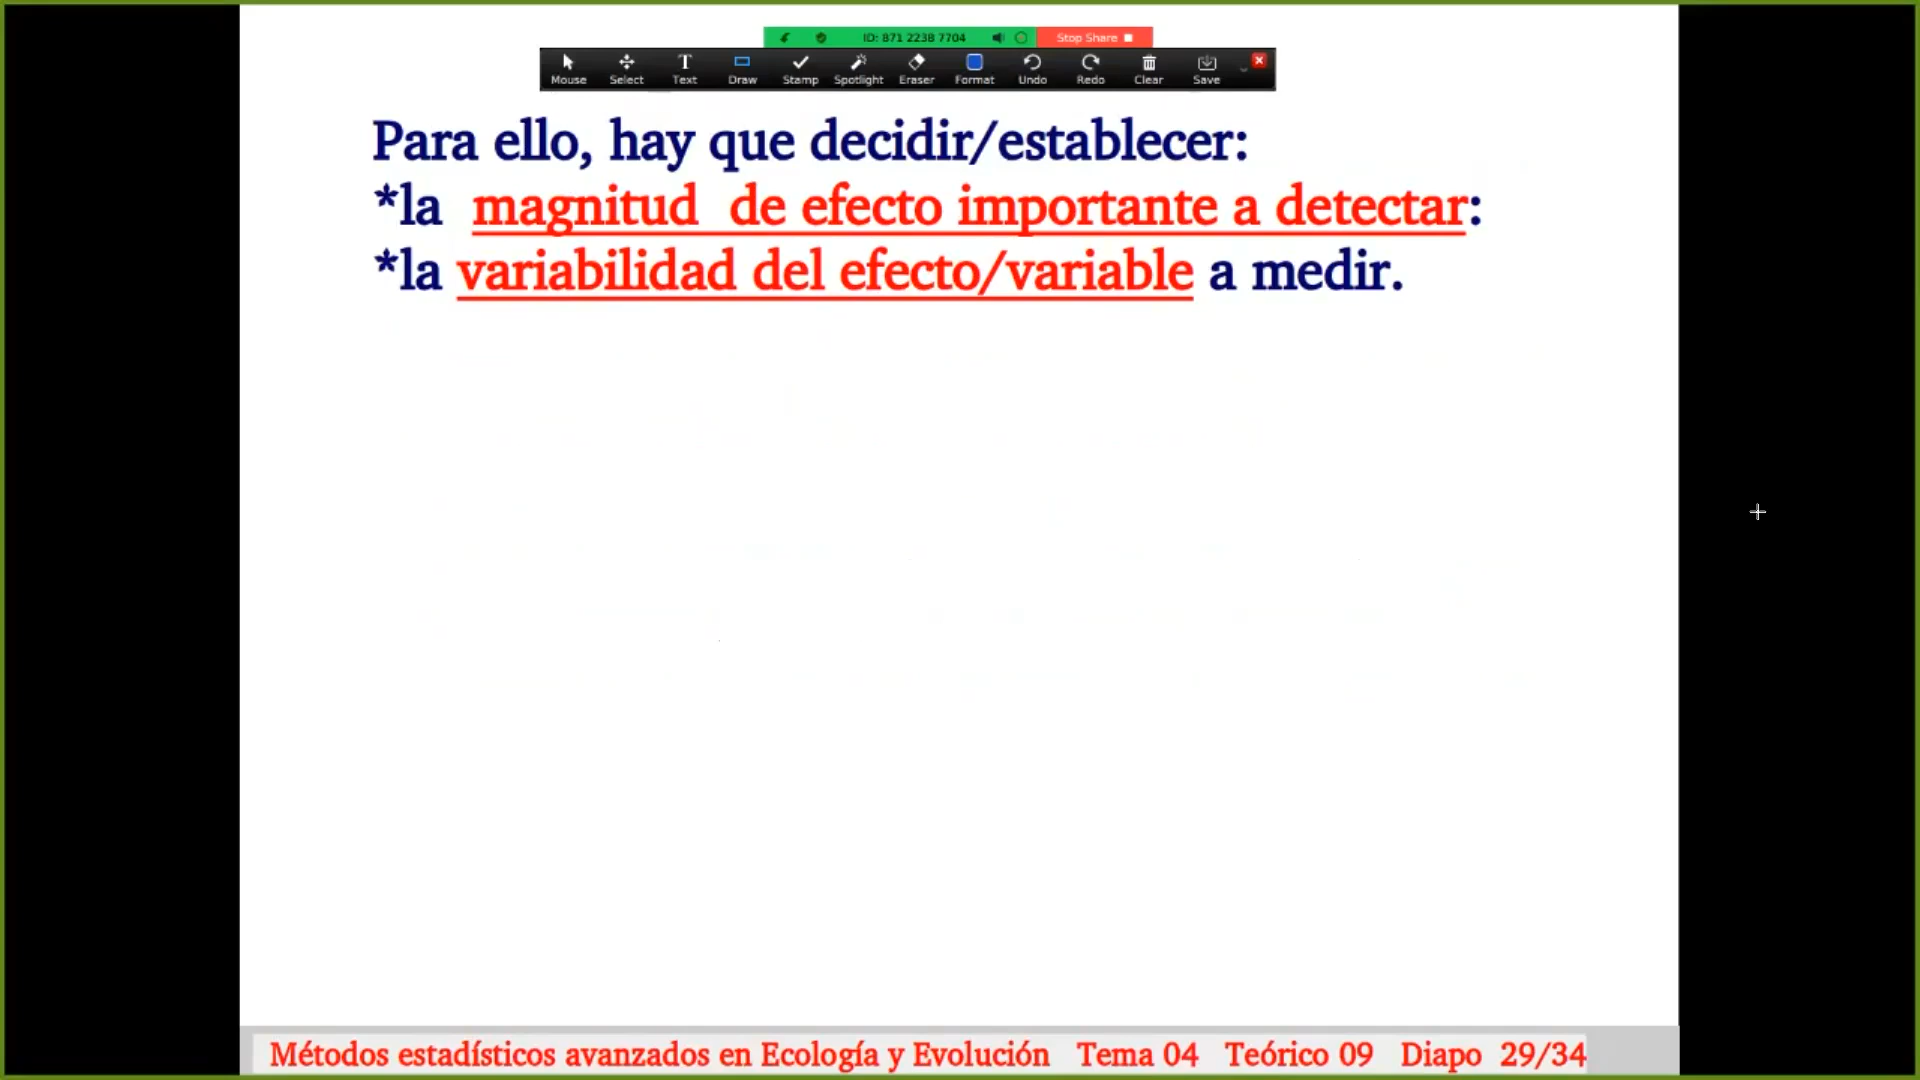 ID: 871 2238 7704 Stop Share
Mouse Select Text Draw Stamp Spotlight Eraser Format Undo Redo Clear Save
Para ello, hay que decidir/establecer:
*la magnitud de efecto importante a detectar:
*la variabilidad del efecto/variable a medir.
Métodos estadísticos avanzados en Ecología y Evolución Tema 04 Teórico 09 Diapo 29/34